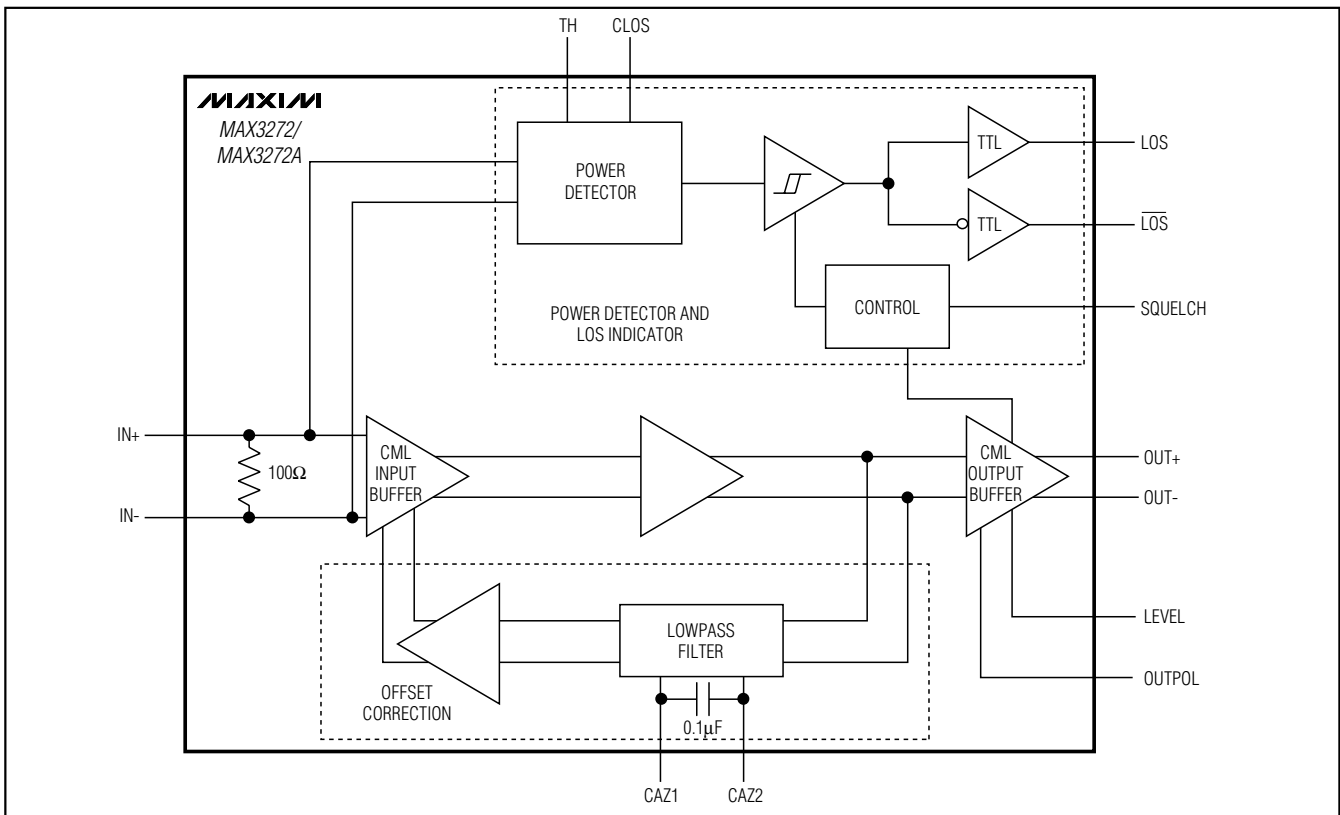 TH CLOS
MAXIM
MAX3272/
MAX3272A
POWER
DETECTOR
TTL
LOS
TTL
L̅O̅S̅
CONTROL
SQUELCH
POWER DETECTOR AND
LOS INDICATOR
IN+
IN-
100Ω
CML
INPUT
BUFFER
CML
OUTPUT
BUFFER
OUT+
OUT-
LOWPASS
FILTER
LEVEL
OFFSET
CORRECTION
0.1µF
OUTPOL
CAZ1 CAZ2